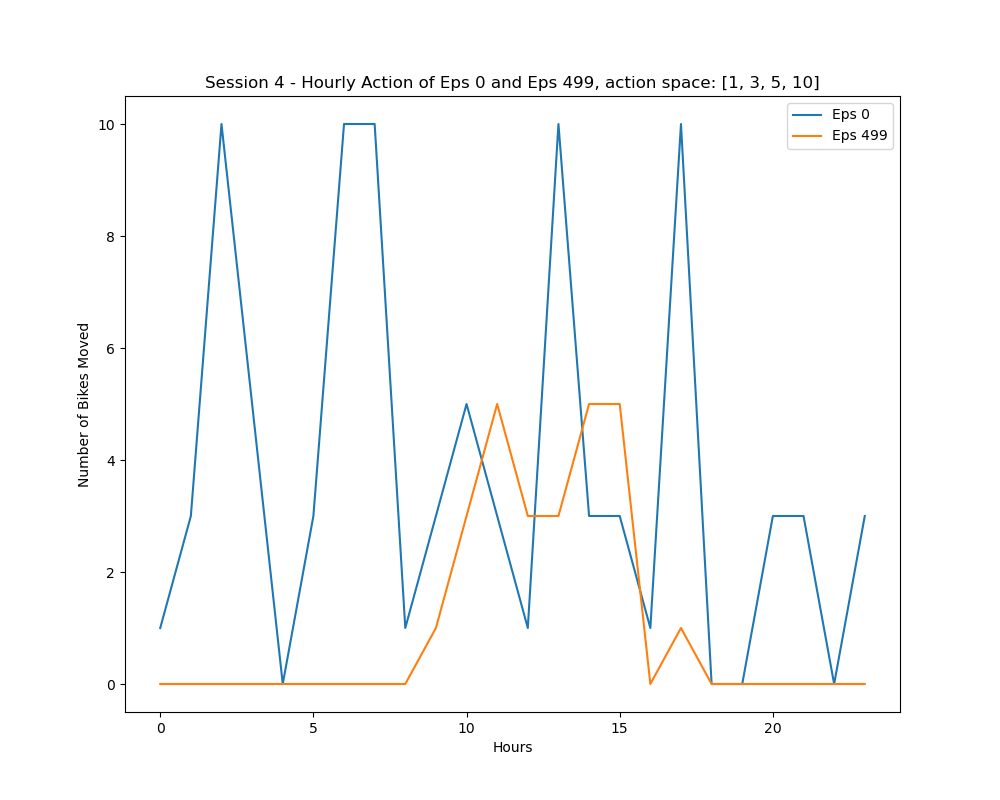 Session 4 - Hourly Action of Eps 0 and Eps 499, action space: [1, 3, 5, 10]
Eps 0
Eps 499
10
8
6
4
2
0
Number of Bikes Moved
0 5 10 15 20
Hours